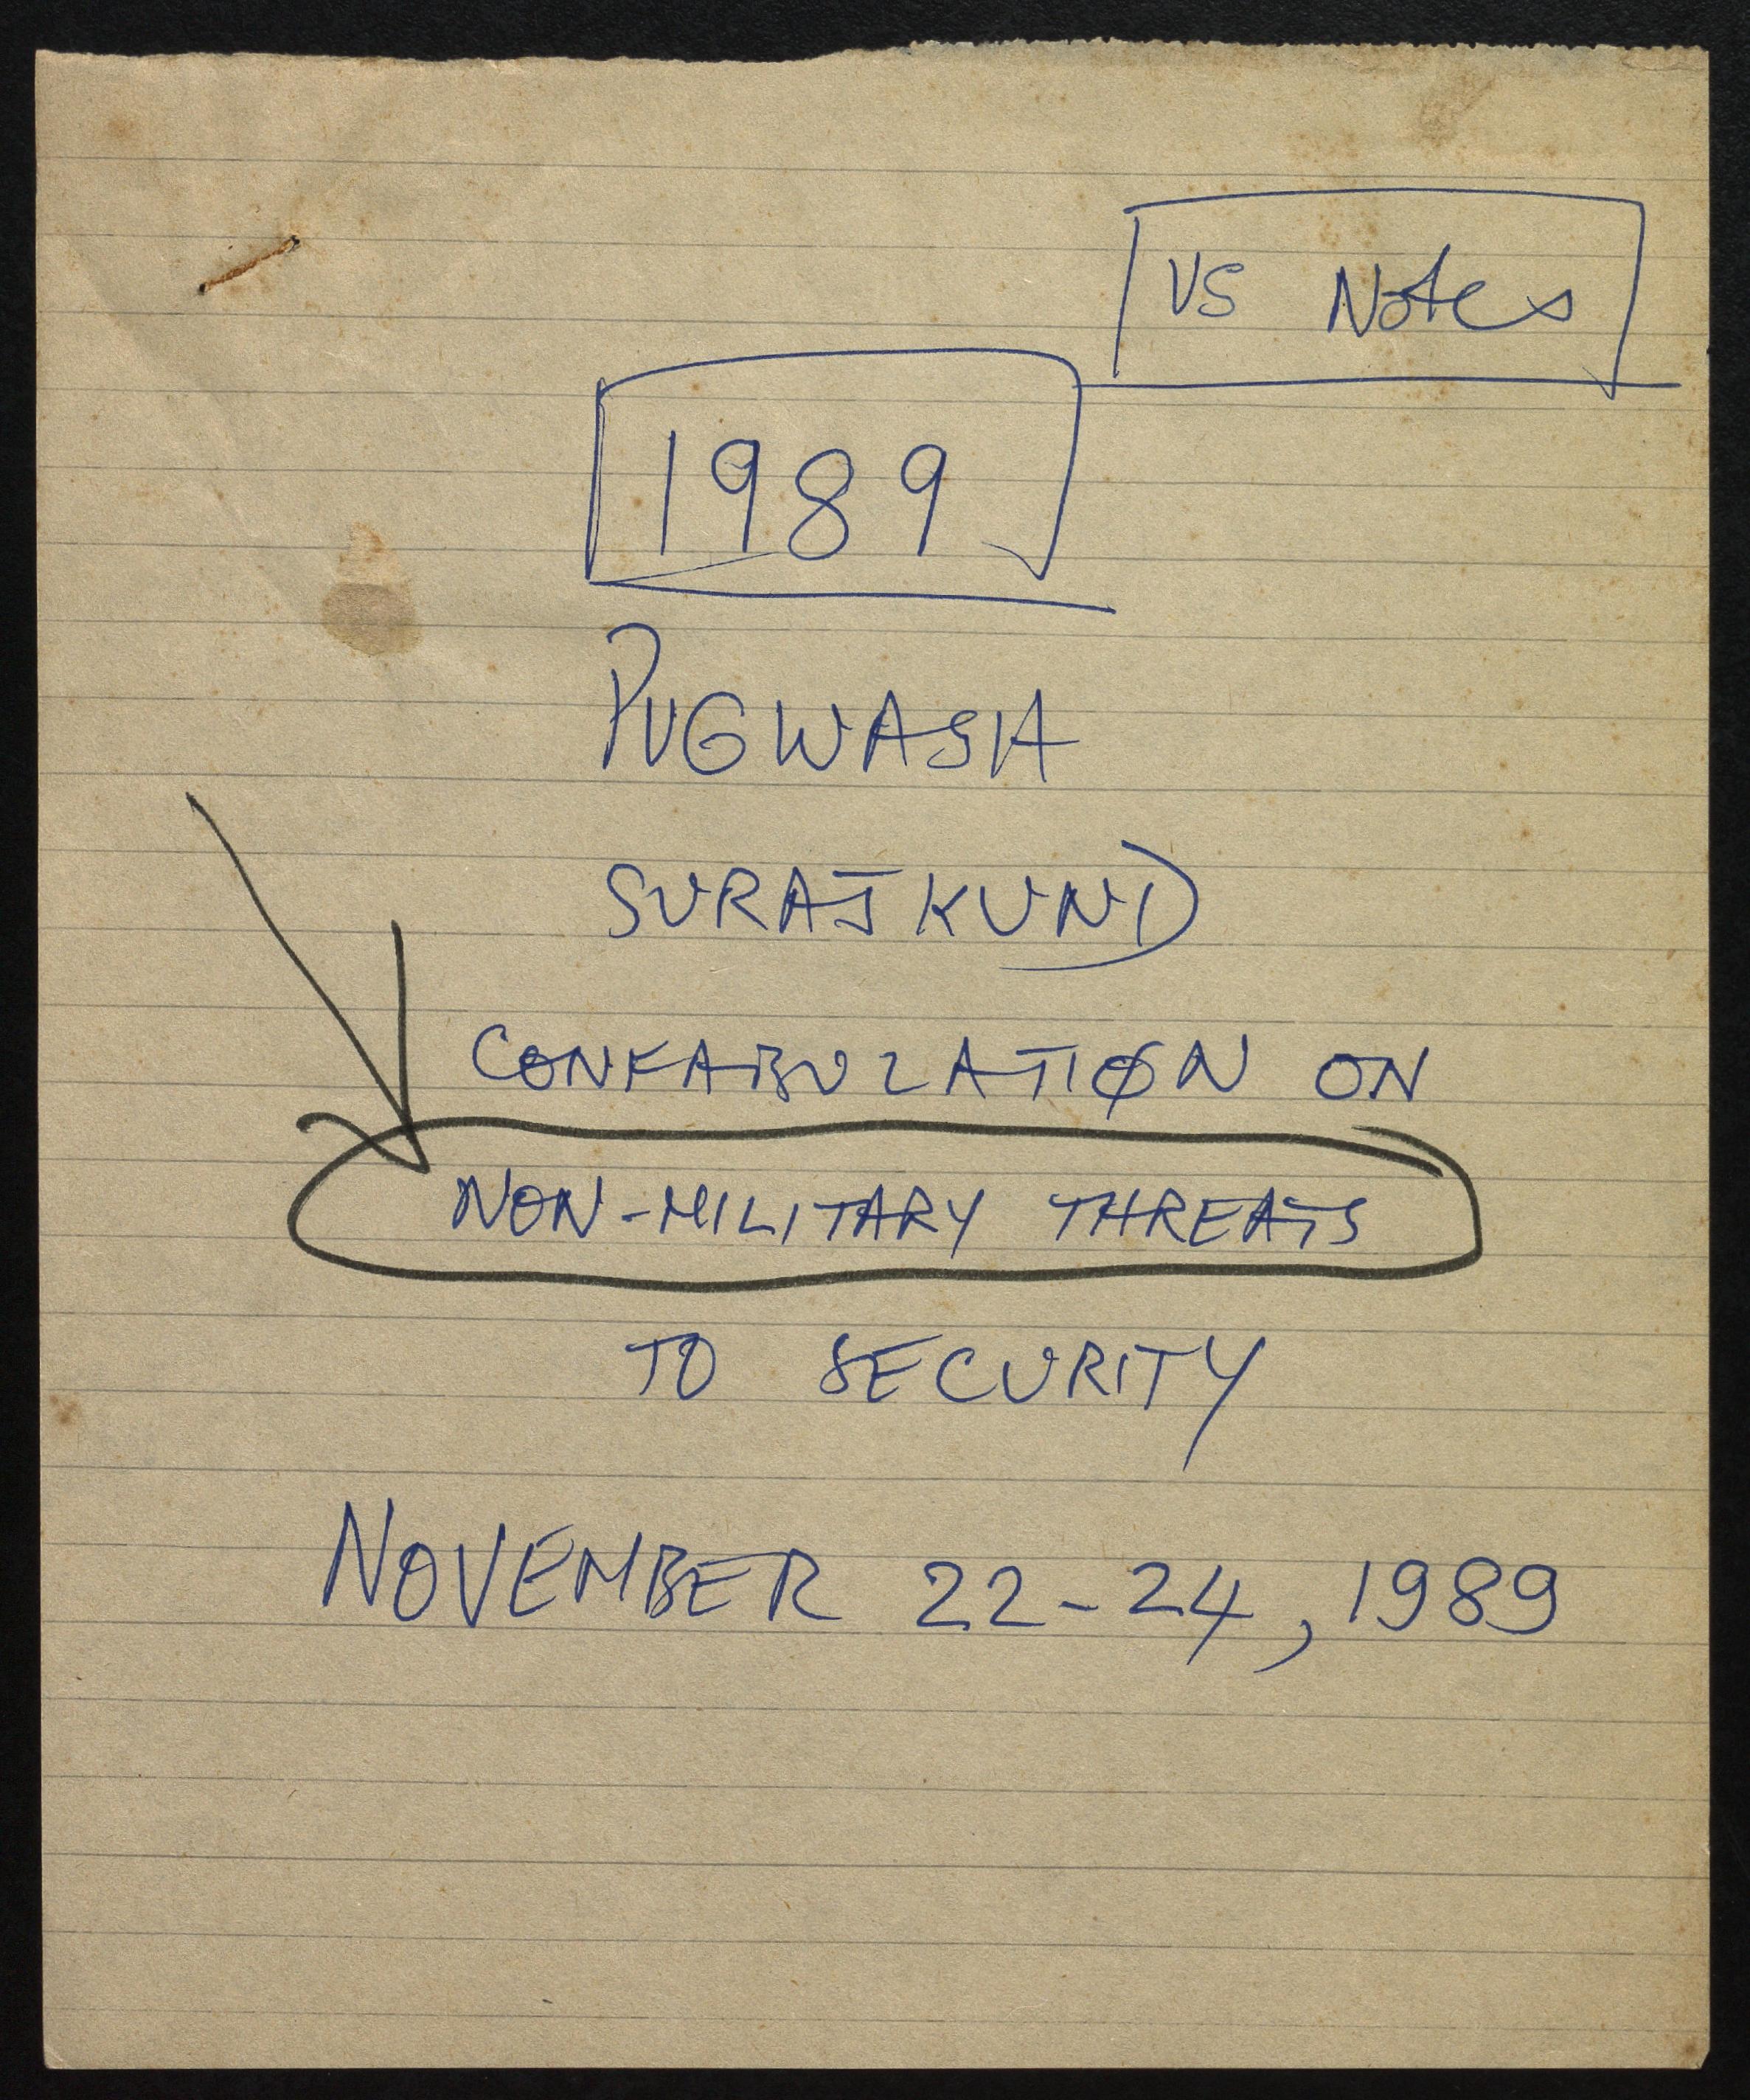 VS Notes
1989
PUGWASH
SURAJKUND
CONFABULATION ON
NON-MILITARY THREATS
TO SECURITY
NOVEMBER 22-24, 1989